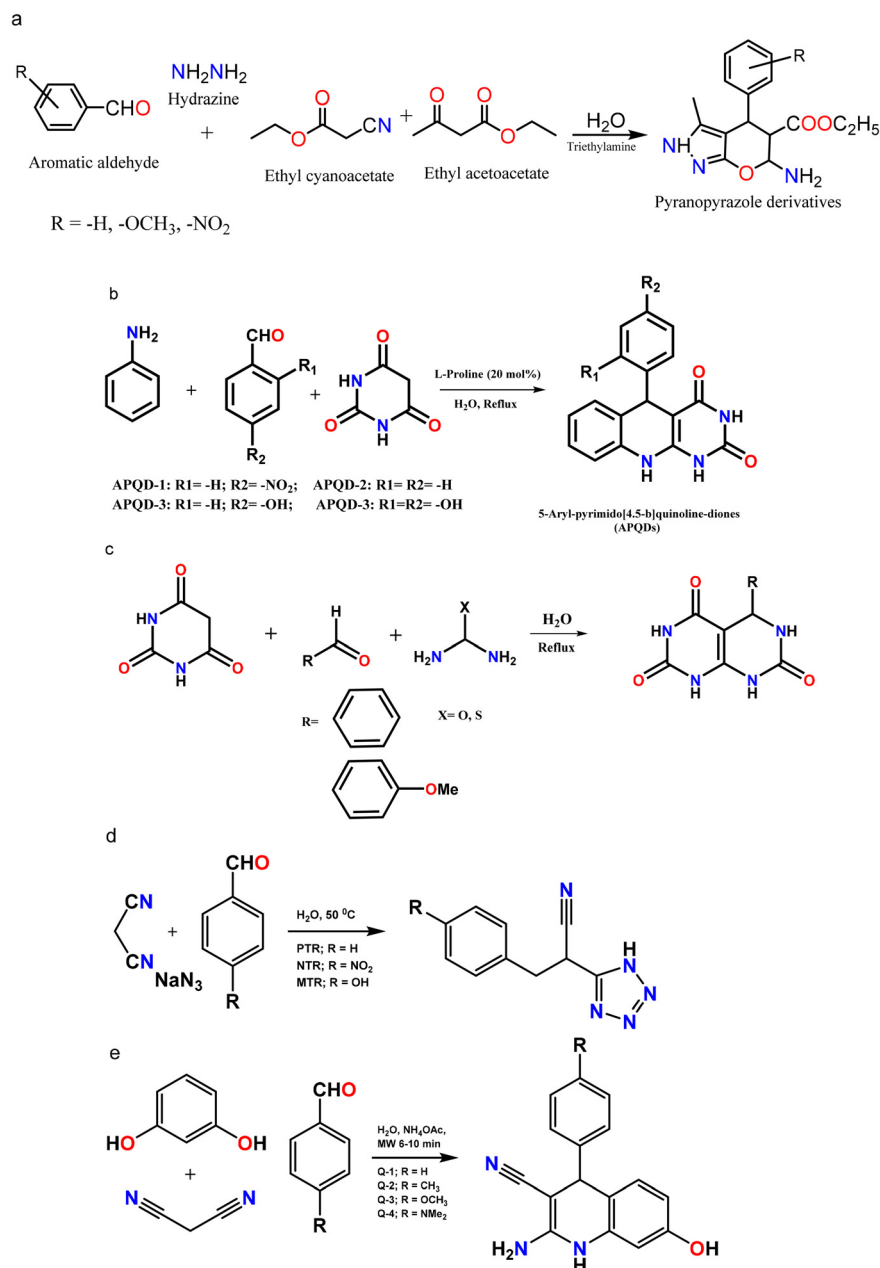 a
R
CHO
Aromatic aldehyde
NH2NH2
Hydrazine
+
O
O
CN
Ethyl cyanoacetate
+
O
O
O
Ethyl acetoacetate
H2O
Triethylamine
R
COOC2H5
NH
N
O
NH2
Pyranopyrazole derivatives
R = -H, -OCH3, -NO2
b
NH2
+
CHO
R1
R2
+
O
HN
O
N
H
O
L-Proline (20 mol%)
H2O, Reflux
R2
R1
O
NH
N
H
N
H
O
APQD-1: R1= -H; R2= -NO2; APQD-2: R1= R2= -H
APQD-3: R1= -H; R2= -OH; APQD-3: R1=R2= -OH
5-Aryl-pyrimido[4.5-b]quinoline-diones
(APQDs)
c
O
HN
O
N
H
O
+
H
R
O
+
X
H2N
NH2
H2O
Reflux
O
R
HN
NH
O
N
H
N
H
O
R=
X= O, S
OMe
d
CN
CN
NaN3
+
CHO
R
H2O, 50 0C
PTR; R = H
NTR; R = NO2
MTR; R = OH
R
N
H
N
N
N
N
e
HO
OH
+
N
N
CHO
R
H2O, NH4OAc,
MW 6-10 min
Q-1; R = H
Q-2; R = CH3
Q-3; R = OCH3
Q-4; R = NMe2
R
N
H2N
N
H
OH